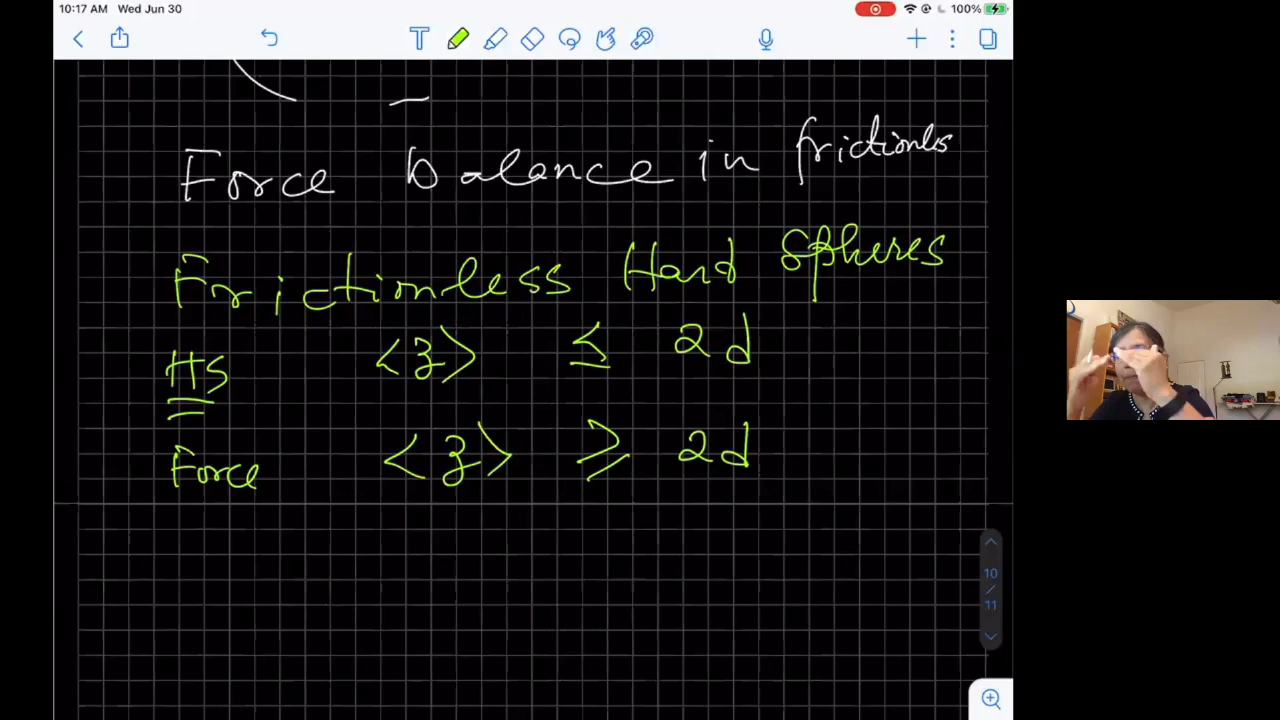 10:17 AM Wed Jun 30
100%
Force balance in frictionls
Frictionless Hard Spheres
HS <z> ≤ 2d
Force <z> ≥ 2d
10
/
11